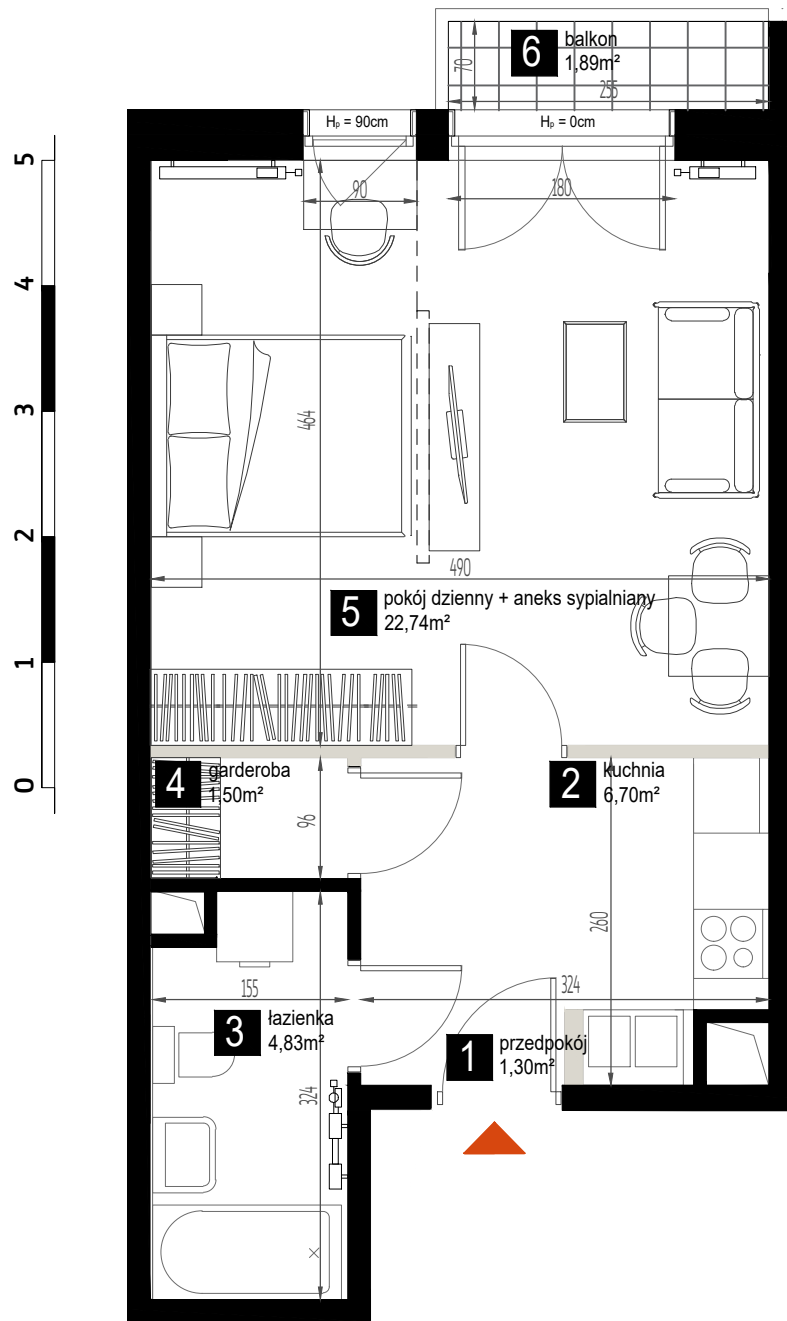 6
balkon
1,89m²
70
255
Hₚ = 90cm
Hₚ = 0cm
90
180
5
4
3
2
1
0
464
490
5
pokój dzienny + aneks sypialniany
22,74m²
4
garderoba
1,50m²
2
kuchnia
6,70m²
96
260
155
324
3
łazienka
4,83m²
1
przedpokój
1,30m²
324